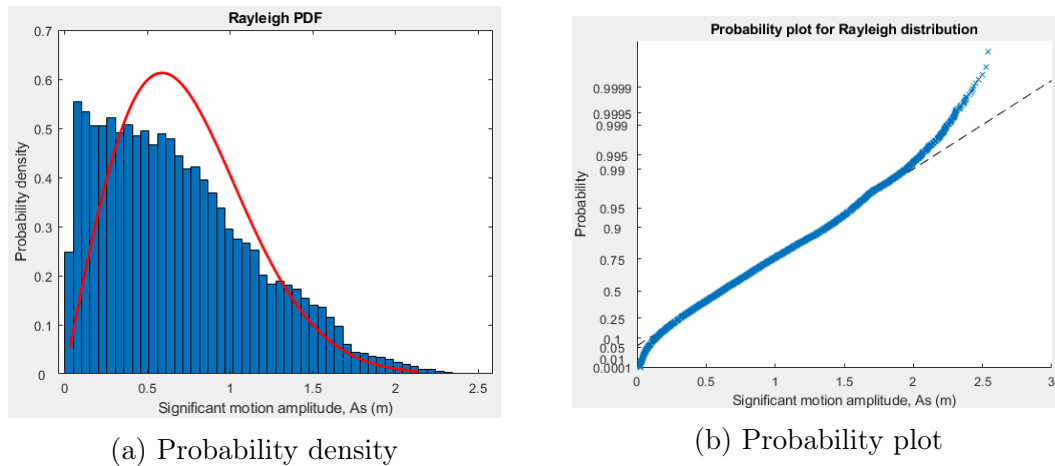 Rayleigh PDF
0.7
0.6
0.5
0.4
0.3
0.2
0.1
0
Probability density
0 0.5 1 1.5 2 2.5
Significant motion amplitude, As (m)
(a) Probability density
Probability plot for Rayleigh distribution
0.9999
0.9995
0.999
0.995
0.99
0.95
0.9
0.75
0.5
0.25
0.1
0.05
0.01
0.0001
Probability
0 0.5 1 1.5 2 2.5 3
Significant motion amplitude, As (m)
(b) Probability plot